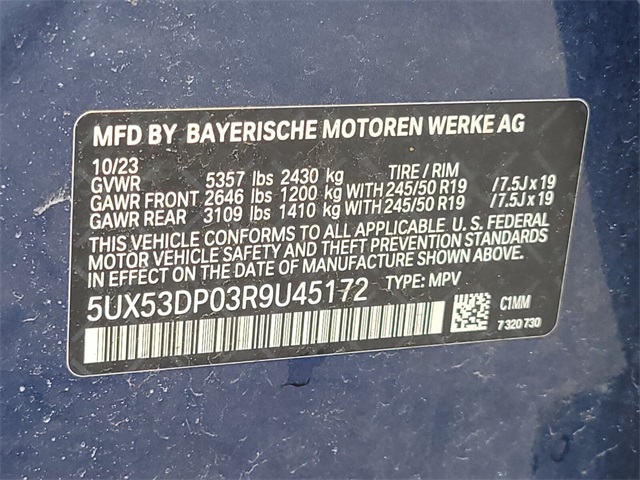 MFD BY BAYERISCHE MOTOREN WERKE AG
10/23 TIRE / RIM
GVWR 5357 lbs 2430 kg
GAWR FRONT 2646 lbs 1200 kg WITH 245/50 R19 /7.5J x 19
GAWR REAR 3109 lbs 1410 kg WITH 245/50 R19 /7.5J x 19
THIS VEHICLE CONFORMS TO ALL APPLICABLE U. S. FEDERAL
MOTOR VEHICLE SAFETY AND THEFT PREVENTION STANDARDS
IN EFFECT ON THE DATE OF MANUFACTURE SHOWN ABOVE.
5UX53DP03R9U45172 TYPE: MPV
C1MM
7 320 730